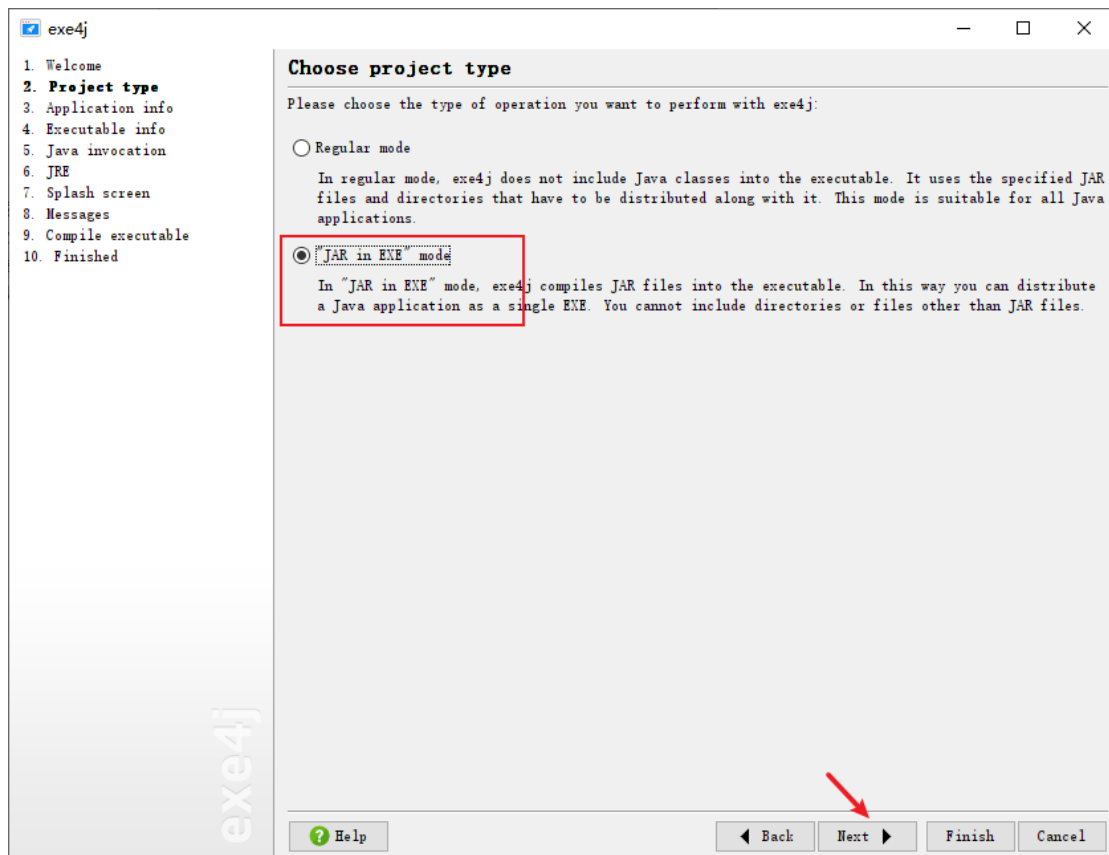 exe4j
1. Welcome
2. Project type
3. Application info
4. Executable info
5. Java invocation
6. JRE
7. Splash screen
8. Messages
9. Compile executable
10. Finished
exe4j
Choose project type
Please choose the type of operation you want to perform with exe4j:
Regular mode
In regular mode, exe4j does not include Java classes into the executable. It uses the specified JAR
files and directories that have to be distributed along with it. This mode is suitable for all Java
applications.
"JAR in EXE" mode
In "JAR in EXE" mode, exe4j compiles JAR files into the executable. In this way you can distribute
a Java application as a single EXE. You cannot include directories or files other than JAR files.
Help
Back
Next
Finish
Cancel